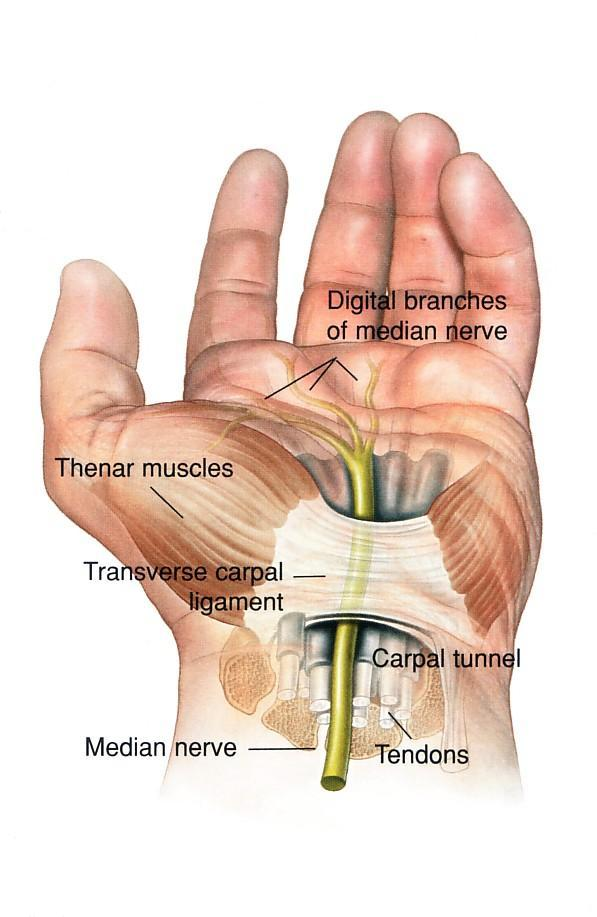 Digital branches
of median nerve
Thenar muscles
Transverse carpal
ligament
Carpal tunnel
Median nerve
Tendons